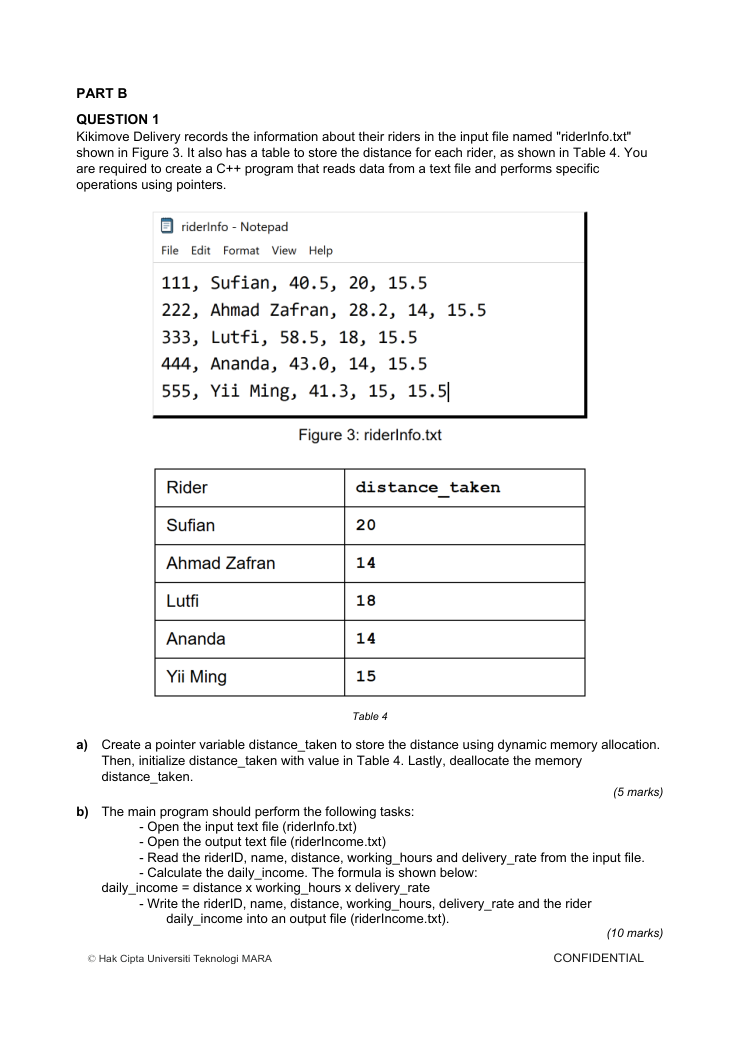 PART B
QUESTION 1
Kikimove Delivery records the information about their riders in the input file named "riderInfo.txt"
shown in Figure 3. It also has a table to store the distance for each rider, as shown in Table 4. You
are required to create a C++ program that reads data from a text file and performs specific
operations using pointers.
riderInfo - Notepad
File Edit Format View Help
111, Sufian, 40.5, 20, 15.5
222, Ahmad Zafran, 28.2, 14, 15.5
333, Lutfi, 58.5, 18, 15.5
444, Ananda, 43.0, 14, 15.5
555, Yii Ming, 41.3, 15, 15.5
Figure 3: riderInfo.txt
Rider distance_taken
Sufian 20
Ahmad Zafran 14
Lutfi 18
Ananda 14
Yii Ming 15
Table 4
a) Create a pointer variable distance_taken to store the distance using dynamic memory allocation.
Then, initialize distance_taken with value in Table 4. Lastly, deallocate the memory
distance_taken.
(5 marks)
b) The main program should perform the following tasks:
- Open the input text file (riderInfo.txt)
- Open the output text file (riderIncome.txt)
- Read the riderID, name, distance, working_hours and delivery_rate from the input file.
- Calculate the daily_income. The formula is shown below:
daily_income = distance x working_hours x delivery_rate
- Write the riderID, name, distance, working_hours, delivery_rate and the rider
daily_income into an output file (riderIncome.txt).
(10 marks)
© Hak Cipta Universiti Teknologi MARA CONFIDENTIAL